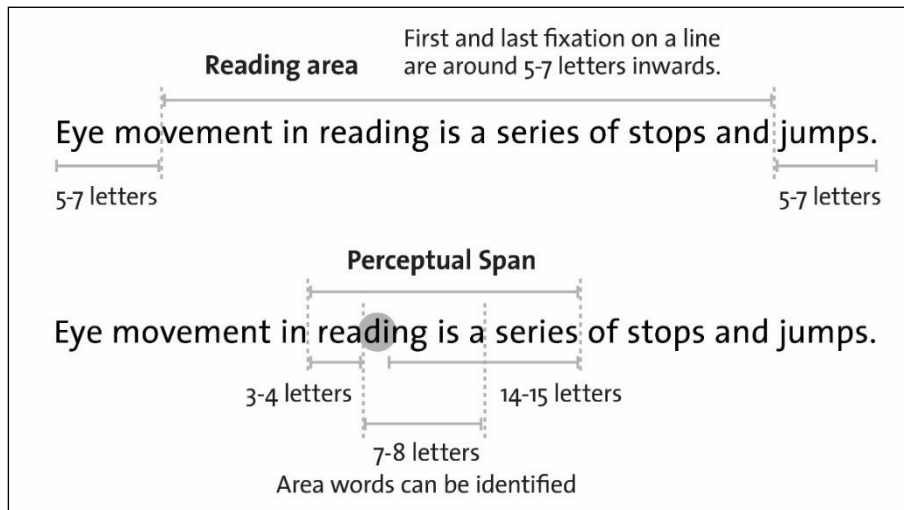 First and last fixation on a line
Reading area are around 5-7 letters inwards.
Eye movement in reading is a series of stops and jumps.
5-7 letters 5-7 letters
Perceptual Span
Eye movement in reading is a series of stops and jumps.
3-4 letters 14-15 letters
7-8 letters
Area words can be identified